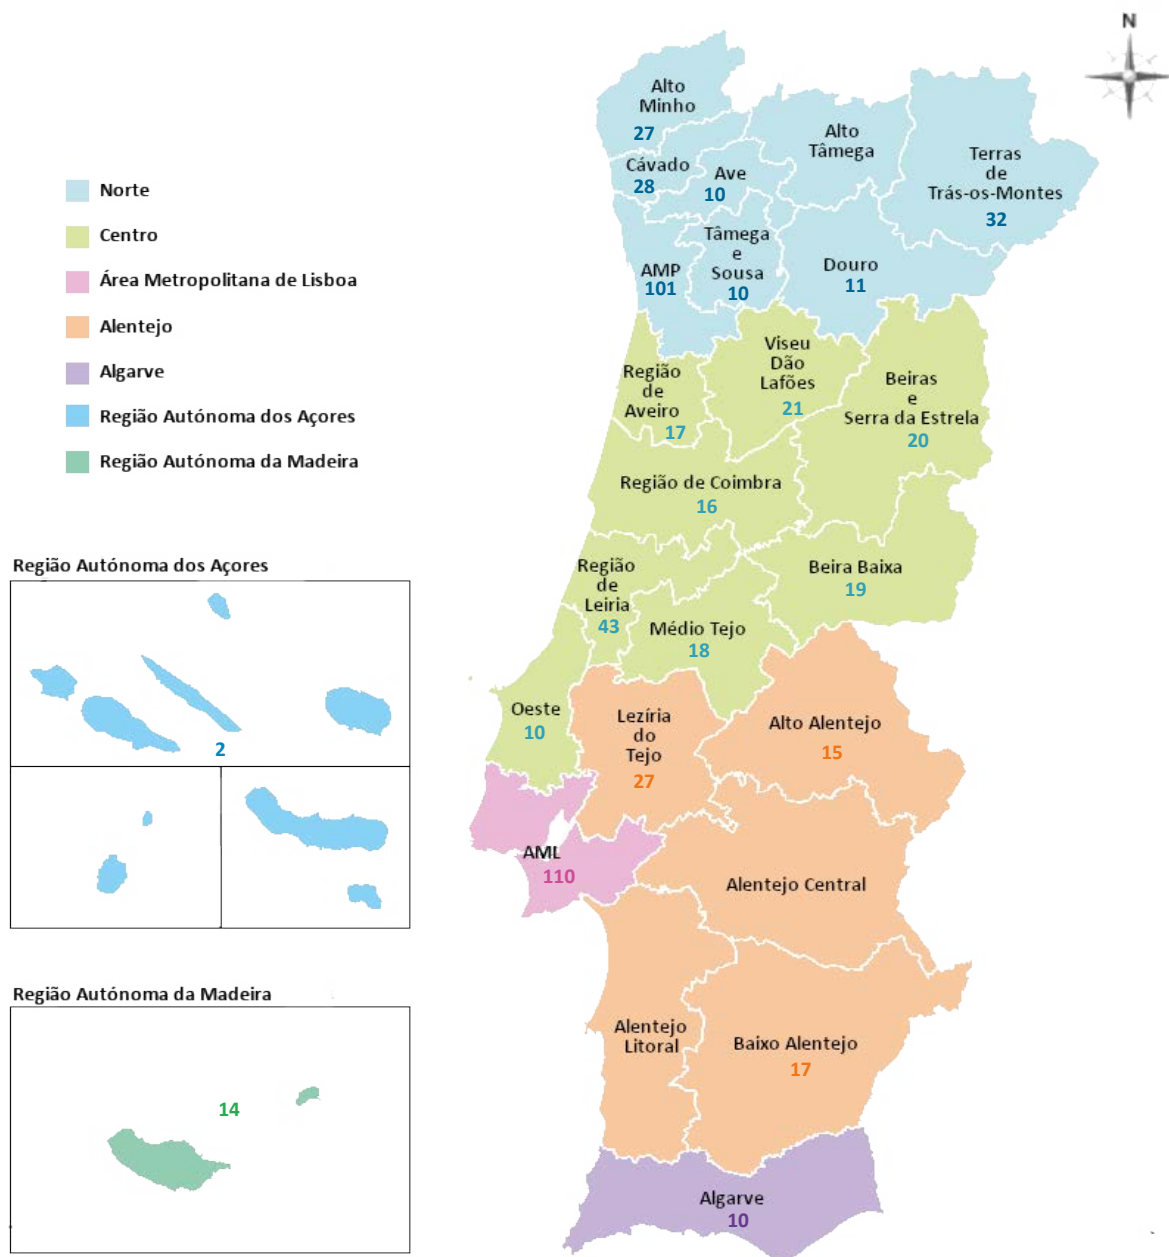 N
Norte
Centro
Área Metropolitana de Lisboa
Alentejo
Algarve
Região Autónoma dos Açores
Região Autónoma da Madeira
Alto
Minho
27
Cávado
28
Ave
10
Alto
Tâmega
Terras
de
Trás-os-Montes
32
AMP
101
Tâmega
e
Sousa
10
Douro
11
Região
de
Aveiro
17
Viseu
Dão
Lafões
21
Beiras
e
Serra da Estrela
20
Região de Coimbra
16
Região
de
Leiria
43
Médio Tejo
18
Beira Baixa
19
Oeste
10
Lezíria
do
Tejo
27
Alto Alentejo
15
AML
110
Alentejo Central
Alentejo
Litoral
Baixo Alentejo
17
Algarve
10
Região Autónoma dos Açores
2
Região Autónoma da Madeira
14